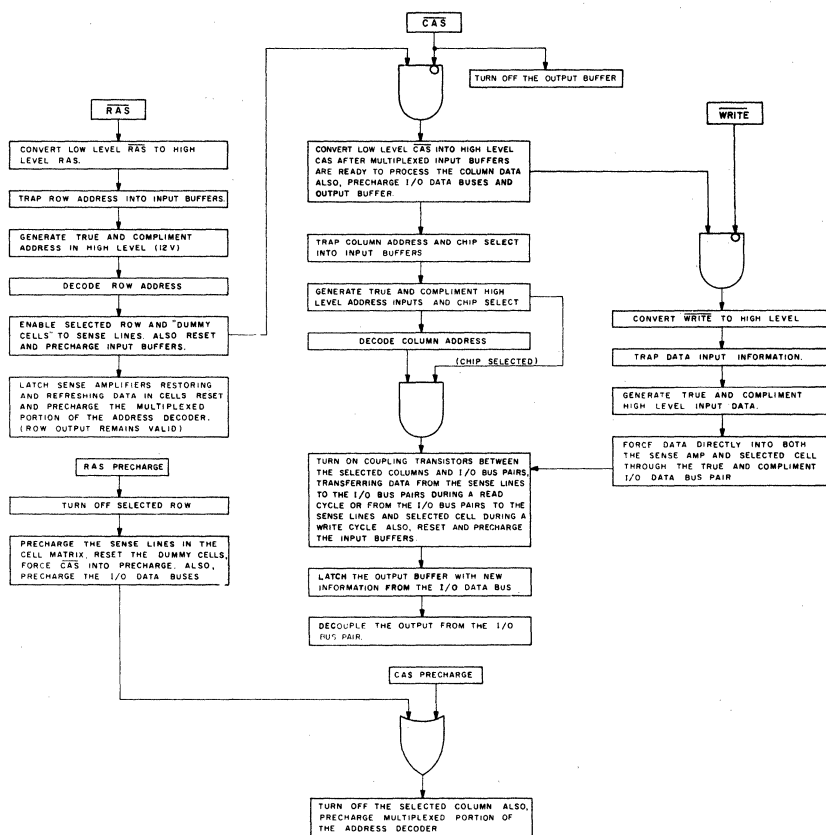 CAS
TURN OFF THE OUTPUT BUFFER
RAS
CONVERT LOW LEVEL RAS TO HIGH
LEVEL RAS.
TRAP ROW ADDRESS INTO INPUT BUFFERS.
GENERATE TRUE AND COMPLIMENT
ADDRESS IN HIGH LEVEL (12V)
DECODE ROW ADDRESS
ENABLE SELECTED ROW AND "DUMMY
CELLS" TO SENSE LINES. ALSO RESET
AND PRECHARGE INPUT BUFFERS.
LATCH SENSE AMPLIFIERS RESTORING
AND REFRESHING DATA IN CELLS RESET
AND PRECHARGE THE MULTIPLEXED
PORTION OF THE ADDRESS DECODER.
(ROW OUTPUT REMAINS VALID)
RAS PRECHARGE
TURN OFF SELECTED ROW
PRECHARGE THE SENSE LINES IN THE
CELL MATRIX, RESET THE DUMMY CELLS,
FORCE CAS INTO PRECHARGE. ALSO,
PRECHARGE THE I/O DATA BUSES
CONVERT LOW LEVEL CAS INTO HIGH LEVEL
CAS AFTER MULTIPLEXED INPUT BUFFERS
ARE READY TO PROCESS THE COLUMN DATA
ALSO, PRECHARGE I/O DATA BUSES AND
OUTPUT BUFFER.
TRAP COLUMN ADDRESS AND CHIP SELECT
INTO INPUT BUFFERS
GENERATE TRUE AND COMPLIMENT HIGH
LEVEL ADDRESS INPUTS AND CHIP SELECT
DECODE COLUMN ADDRESS
(CHIP SELECTED)
TURN ON COUPLING TRANSISTORS BETWEEN
THE SELECTED COLUMNS AND I/O BUS PAIRS,
TRANSFERRING DATA FROM THE SENSE LINES
TO THE I/O BUS PAIRS DURING A READ
CYCLE OR FROM THE I/O BUS PAIRS TO THE
SENSE LINES AND SELECTED CELL DURING A
WRITE CYCLE ALSO, RESET AND PRECHARGE
THE INPUT BUFFERS.
LATCH THE OUTPUT BUFFER WITH NEW
INFORMATION FROM THE I/O DATA BUS
DECOUPLE THE OUTPUT FROM THE I/O
BUS PAIR.
WRITE
CONVERT WRITE TO HIGH LEVEL
TRAP DATA INPUT INFORMATION.
GENERATE TRUE AND COMPLIMENT
HIGH LEVEL INPUT DATA.
FORCE DATA DIRECTLY INTO BOTH
THE SENSE AMP AND SELECTED CELL
THROUGH THE TRUE AND COMPLIMENT
I/O DATA BUS PAIR
CAS PRECHARGE
TURN OFF THE SELECTED COLUMN ALSO,
PRECHARGE MULTIPLEXED PORTION OF
THE ADDRESS DECODER